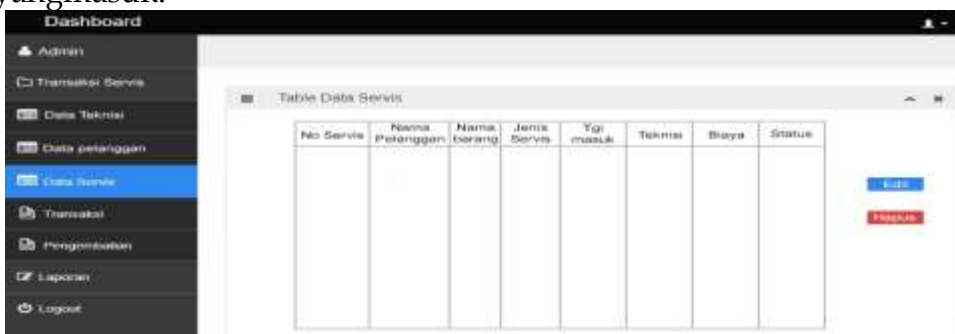 Dashboard
Admin
Transaksi Servis
Data Teknisi
Data pelanggan
Data Servis
Transaksi
Pengembalian
Laporan
Logout
Table Data Servis
No Servis
Nama Pelanggan
Nama barang
Jenis Servis
Tgl masuk
Teknisi
Biaya
Status
Edit
Hapus